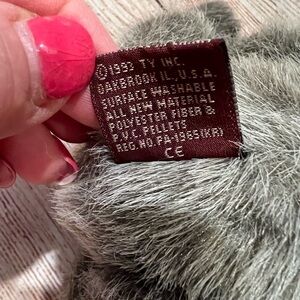 ©1993 TY INC.
OAKBROOK IL, U.S.A.
SURFACE WASHABLE
ALL NEW MATERIAL
POLYESTER FIBER &
P.V.C. PELLETS
REG.NO.PA-1965(KR)
CE